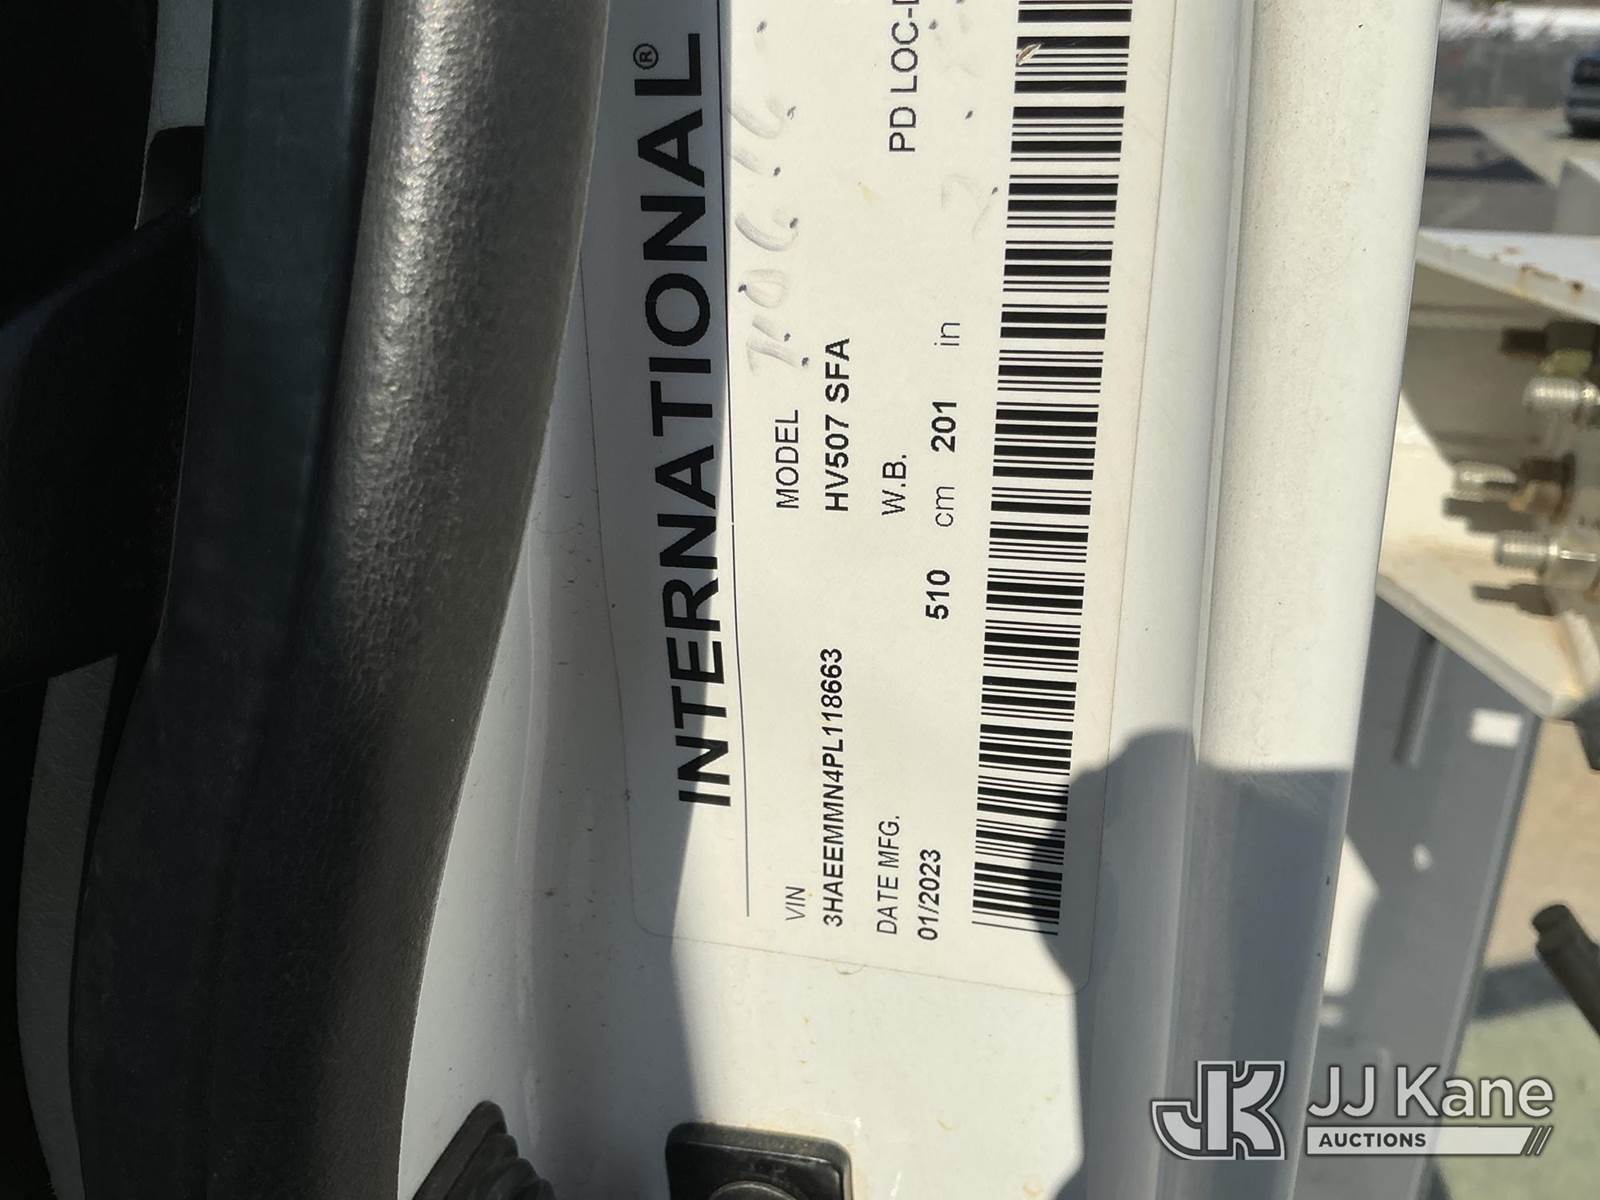 INTERNATIONAL®
VIN MODEL
3HAEEMMN4PL118663 HV507 SFA
DATE MFG. W.B. PD LOC-
01/2023 510 cm 201 in
JK JJ Kane
AUCTIONS